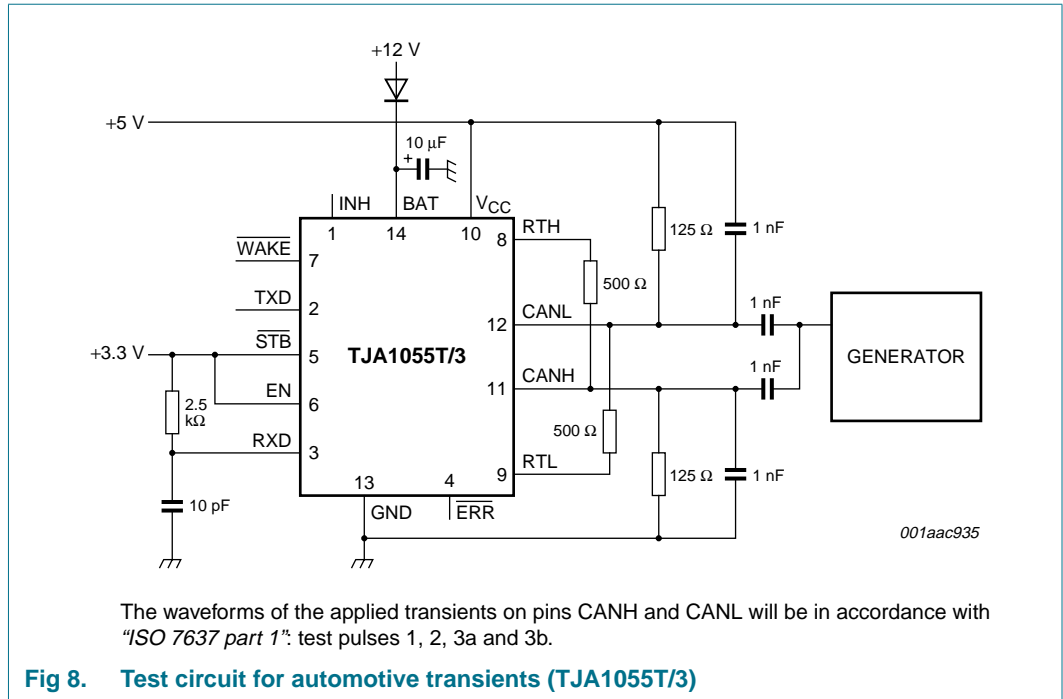 +12 V
+5 V
10 μF
+
INH
BAT
VCC
1
14
10
RTH
8
125 Ω
1 nF
WAKE
7
500 Ω
TXD
2
CANL
12
1 nF
+3.3 V
STB
5
TJA1055T/3
GENERATOR
EN
6
CANH
11
1 nF
2.5
kΩ
RXD
3
500 Ω
RTL
9
125 Ω
1 nF
10 pF
13
GND
4
ERR
001aac935
The waveforms of the applied transients on pins CANH and CANL will be in accordance with
“ISO 7637 part 1”: test pulses 1, 2, 3a and 3b.
Fig 8. Test circuit for automotive transients (TJA1055T/3)